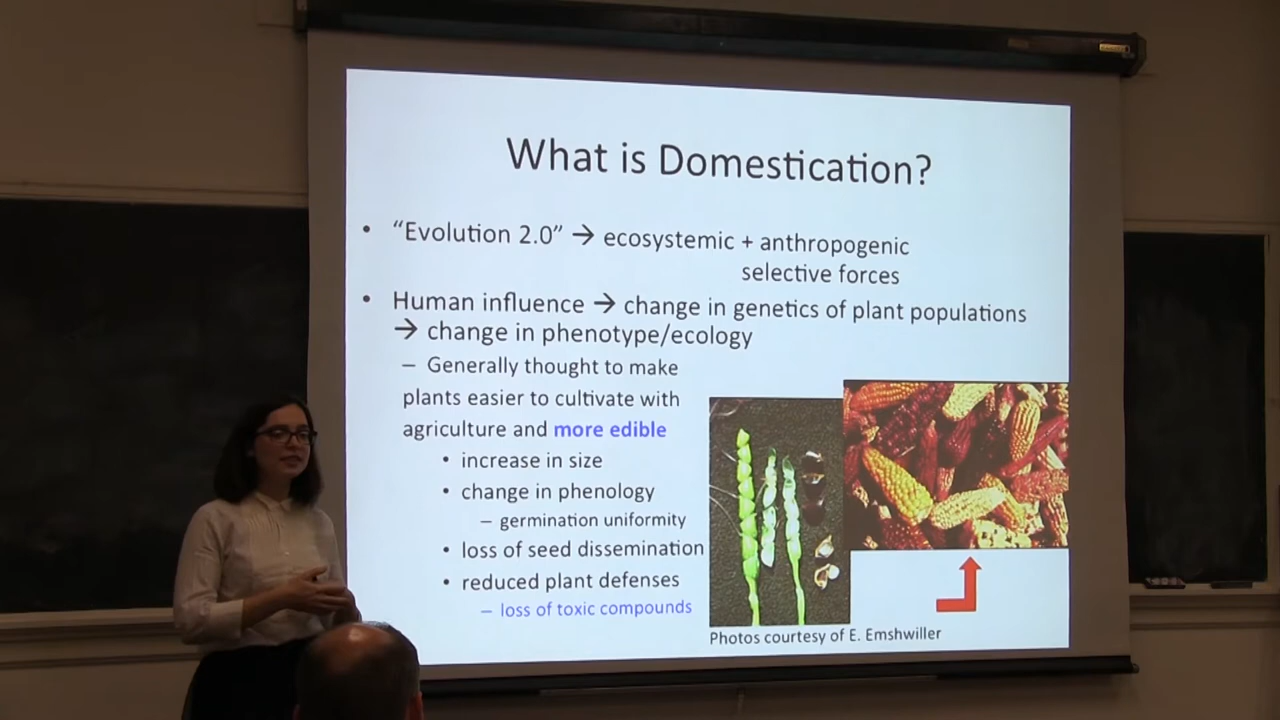 What is Domestication?
• “Evolution 2.0” → ecosystemic + anthropogenic
selective forces
• Human influence → change in genetics of plant populations
→ change in phenotype/ecology
– Generally thought to make
plants easier to cultivate with
agriculture and more edible
• increase in size
• change in phenology
– germination uniformity
• loss of seed dissemination
• reduced plant defenses
– loss of toxic compounds
Photos courtesy of E. Emshwiller